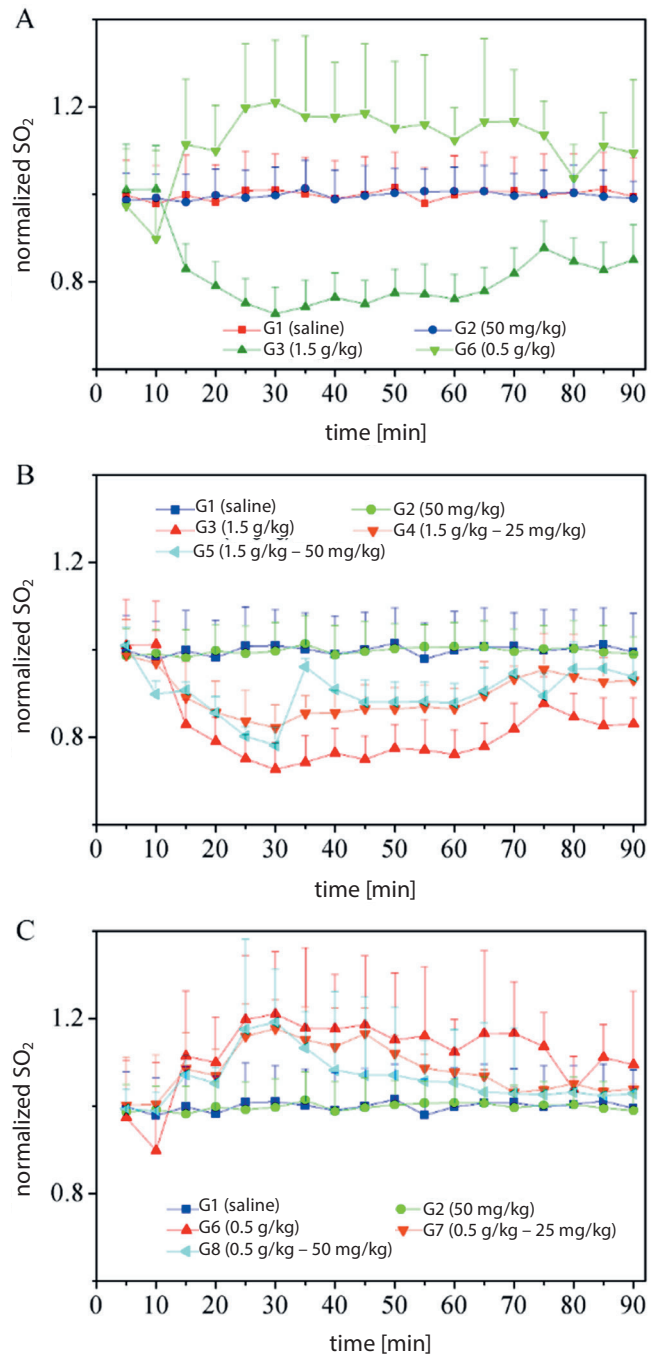 A
normalized SO2
1.2
0.8
G1 (saline) G2 (50 mg/kg)
G3 (1.5 g/kg) G6 (0.5 g/kg)
0 10 20 30 40 50 60 70 80 90
time [min]
B
normalized SO2
1.2
0.8
G1 (saline) G2 (50 mg/kg)
G3 (1.5 g/kg) G4 (1.5 g/kg – 25 mg/kg)
G5 (1.5 g/kg – 50 mg/kg)
0 10 20 30 40 50 60 70 80 90
time [min]
C
normalized SO2
1.2
0.8
G1 (saline) G2 (50 mg/kg)
G6 (0.5 g/kg) G7 (0.5 g/kg – 25 mg/kg)
G8 (0.5 g/kg – 50 mg/kg)
0 10 20 30 40 50 60 70 80 90
time [min]